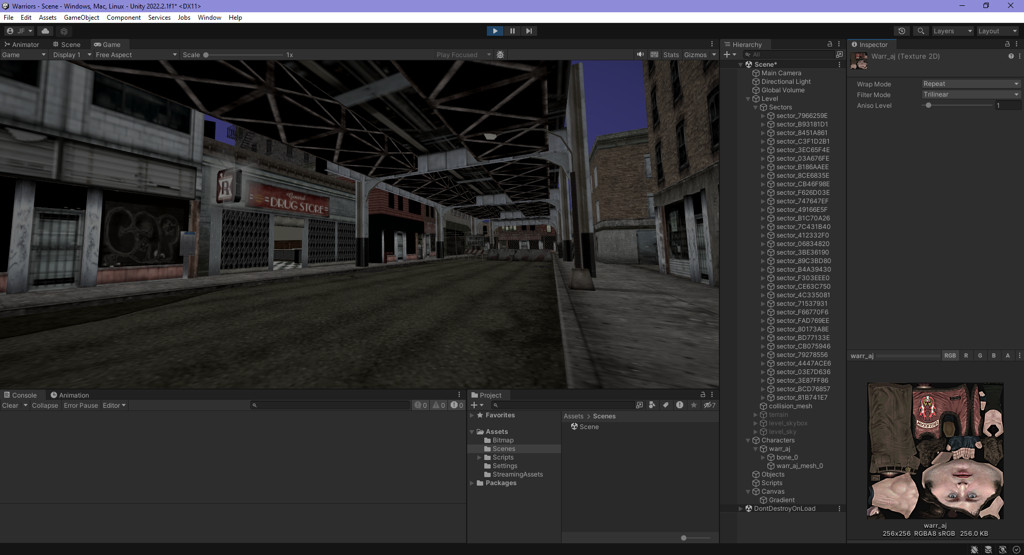 Warriors - Scene - Windows, Mac, Linux - Unity 2022.2.1f1* <DX11>
File Edit Assets GameObject Component Services Jobs Window Help
JF
Layers
Layout
Animator Scene Game
Game Display 1 Free Aspect Scale 1x Play Focused Stats Gizmos
R
General
DRUG STORE
Console Animation
Clear Collapse Error Pause Editor 0 0 0
Project
7
Favorites
Assets
Bitmap
Scenes
Scripts
Settings
StreamingAssets
Packages
Assets > Scenes
Scene
Hierarchy
All
Scene*
Main Camera
Directional Light
Global Volume
Level
Sectors
sector_7966259E
sector_B93181D1
sector_8451A861
sector_C3F1D2B1
sector_3EC65F4E
sector_03A676FE
sector_B186AAEE
sector_8CE6835E
sector_CB46F98E
sector_F626D03E
sector_747647EF
sector_49166E5F
sector_B1C70A26
sector_7C431B40
sector_412332F0
sector_06834820
sector_3BE36190
sector_89C3BD80
sector_B4A39430
sector_F303EEE0
sector_CE63C750
sector_4C335081
sector_71537931
sector_F66770F6
sector_FAD769EE
sector_80173A8E
sector_BD77133E
sector_CB075946
sector_79278556
sector_4447ACE6
sector_03E7D636
sector_3E87FF86
sector_BCD76857
sector_81B741E7
collision_mesh
terrain
level_skybox
level_sky
Characters
warr_aj
bone_0
warr_aj_mesh_0
Objects
Scripts
Canvas
Gradient
DontDestroyOnLoad
Inspector
Warr_aj (Texture 2D)
Wrap Mode Repeat
Filter Mode Trilinear
Aniso Level 1
warr_aj RGB R G B A
warr_aj
256x256 RGBA8 sRGB 256.0 KB